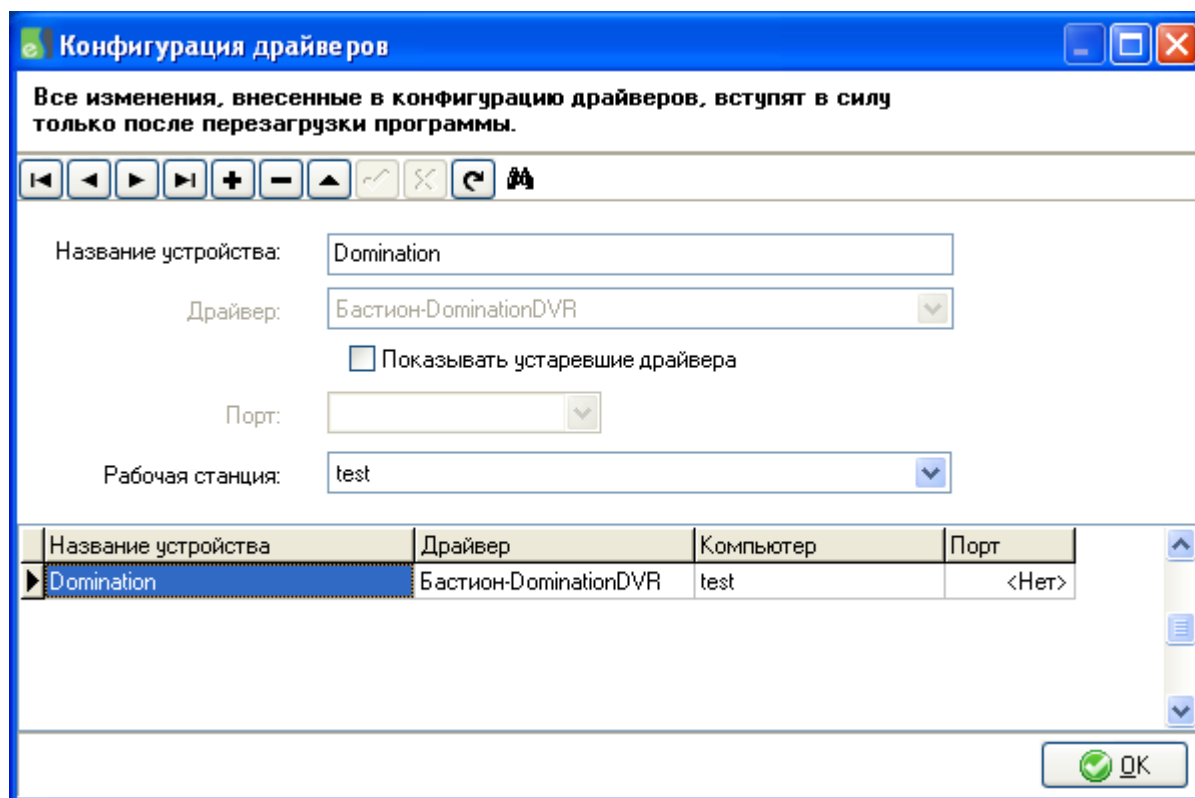 Конфигурация драйверов
Все изменения, внесенные в конфигурацию драйверов, вступят в силу
только после перезагрузки программы.
Название устройства: Domination
Драйвер: Бастион-DominationDVR
Показывать устаревшие драйвера
Порт:
Рабочая станция: test
Название устройства Драйвер Компьютер Порт
Domination Бастион-DominationDVR test <Нет>
OK